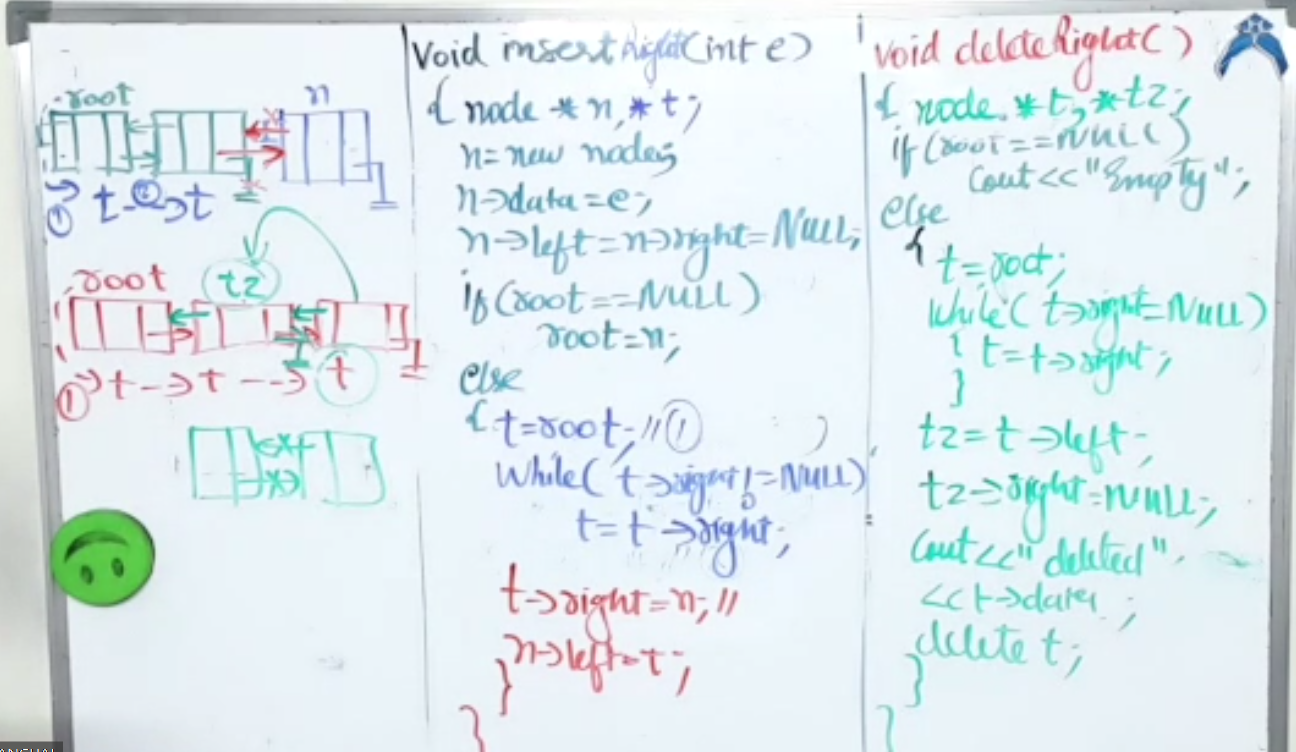 root
n
① t-②->t
root
t2
①->t-->t--->t
void insertright(int e)
{ node *n,*t;
n=new node;
n->data=e;
n->left=n->right=NULL;
if(root==NULL)
root=n;
else
{ t=root;//①
While( t->right!=NULL)
t=t->right;
t->right=n;//
n->left=t;
}
}
void deleteRight()
{ node *t,*t2;
if(root==NULL)
cout<<"Empty";
else
{ t=root;
While( t->right=NULL)
{ t=t->right;
}
t2=t->left;
t2->right=NULL;
cout<<"deleted"
<<t->data;
delete t;
}
}